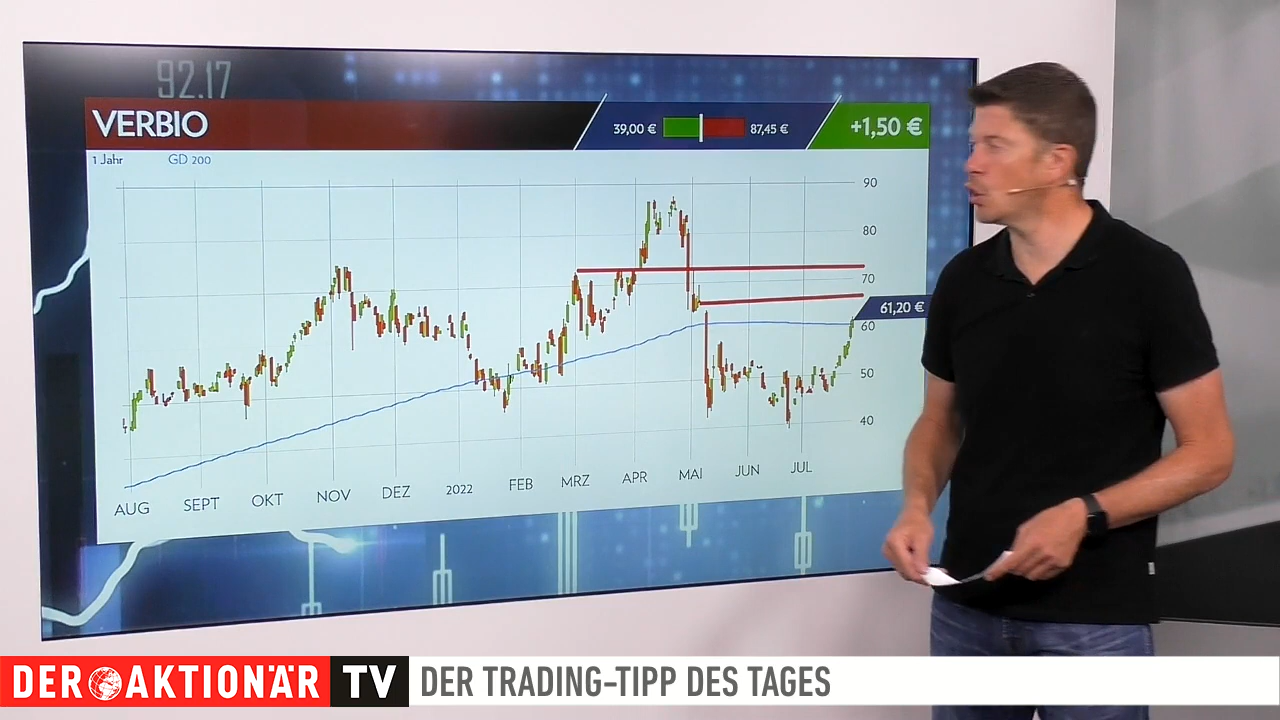 92.17
VERBIO
39,00 €
87,45 €
+1,50 €
1 Jahr
GD 200
90
80
70
61,20 €
60
50
40
AUG SEPT OKT NOV DEZ 2022 FEB MRZ APR MAI JUN JUL
DER AKTIONÄR TV
DER TRADING-TIPP DES TAGES